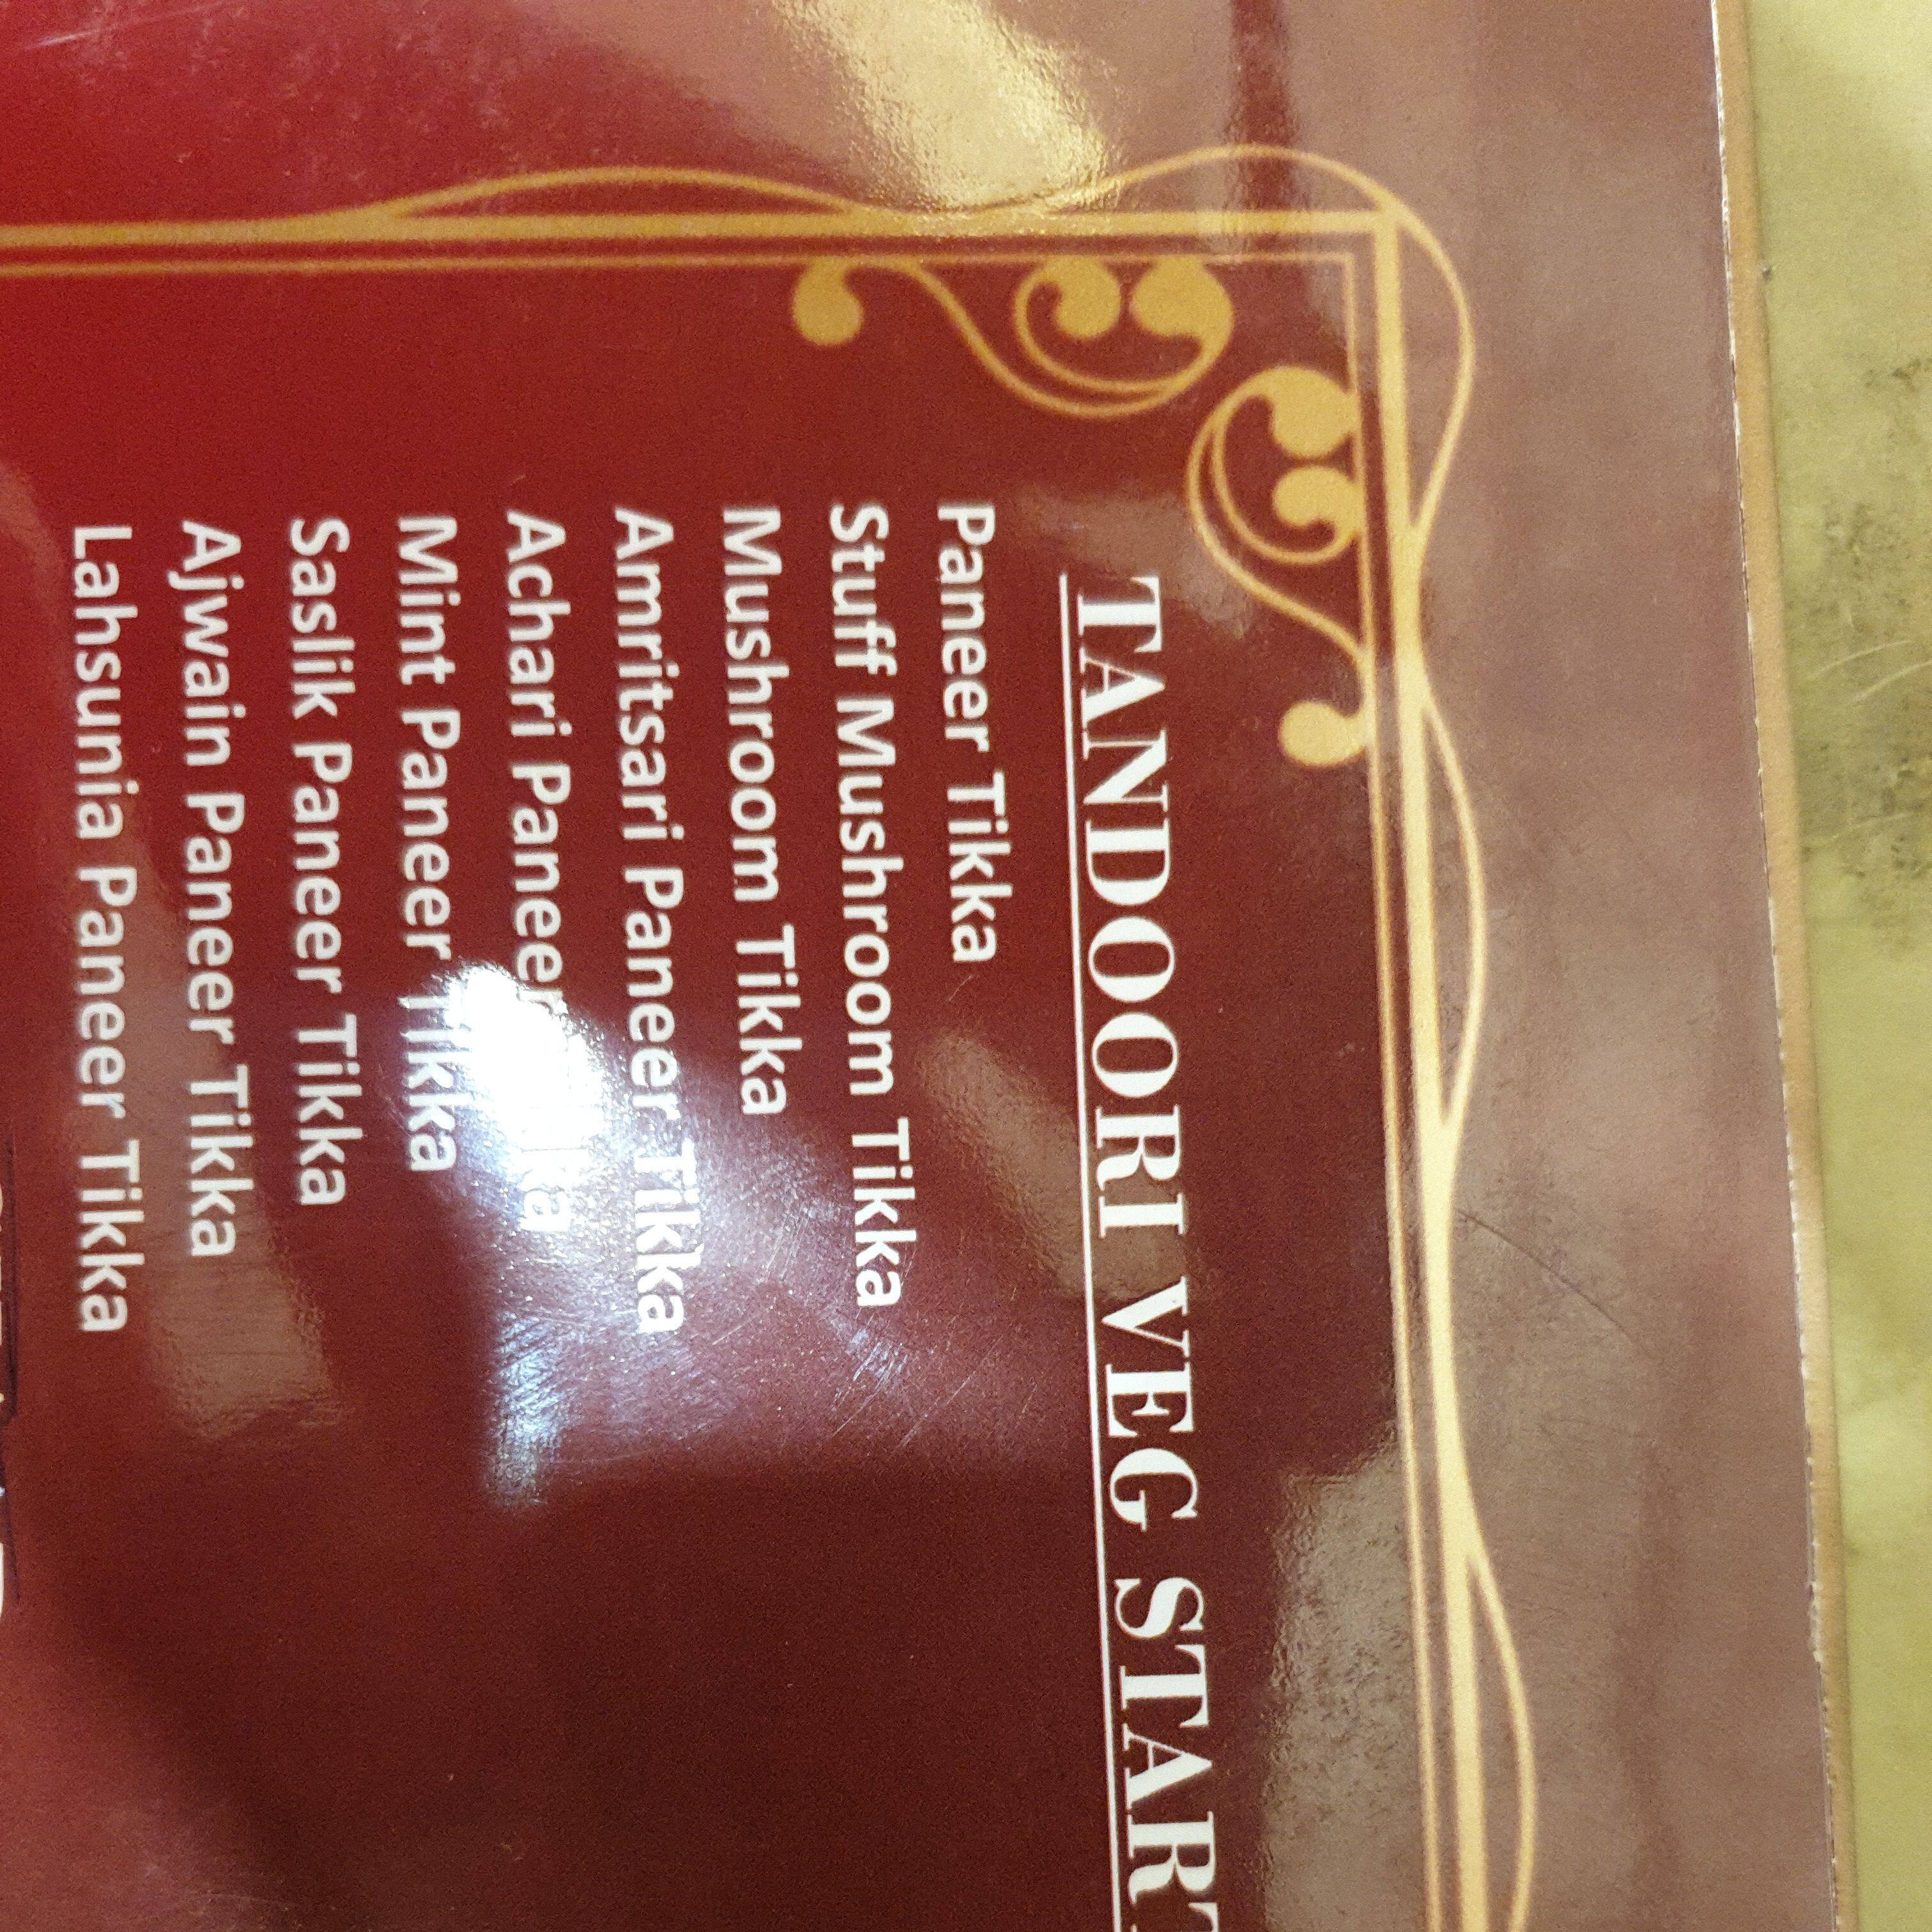 TANDOORI VEG START
Paneer Tikka
Stuff Mushroom Tikka
Mushroom Tikka
Amritsari Paneer Tikka
Achari Paneer Tikka
Mint Paneer Tikka
Saslik Paneer Tikka
Ajwain Paneer Tikka
Lahsunia Paneer Tikka